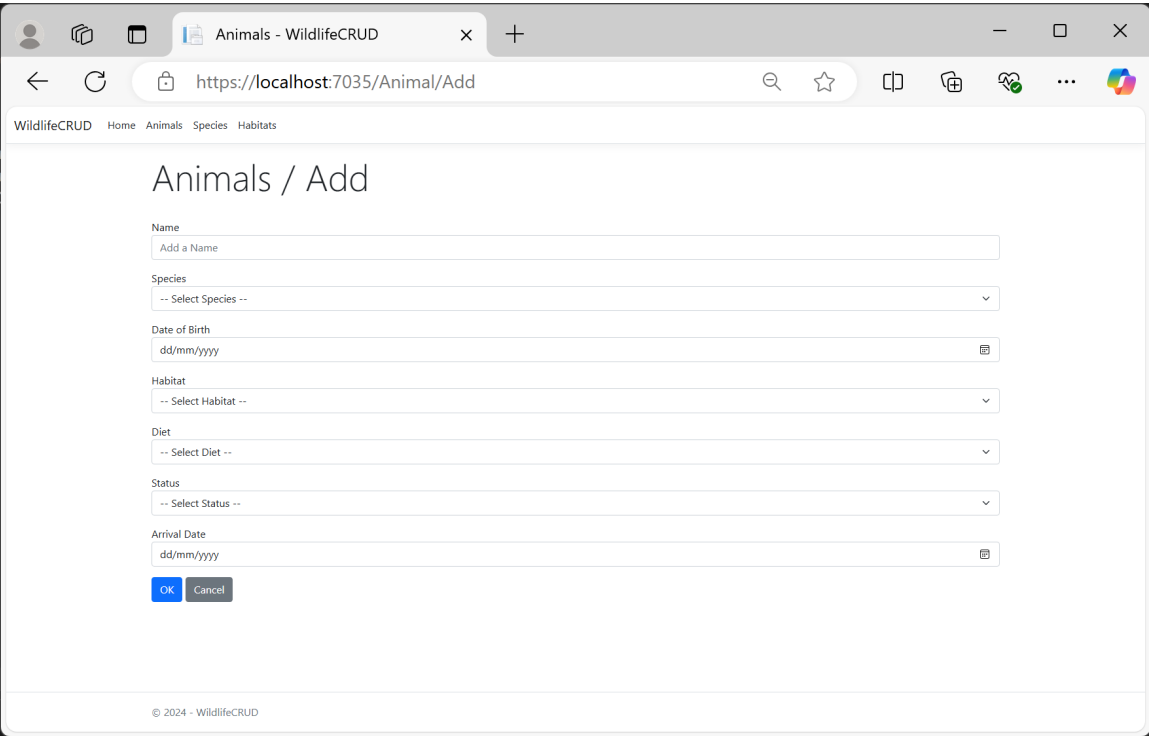 Animals - WildlifeCRUD
https://localhost:7035/Animal/Add
WildlifeCRUD Home Animals Species Habitats
Animals / Add
Name
Add a Name
Species
-- Select Species --
Date of Birth
dd/mm/yyyy
Habitat
-- Select Habitat --
Diet
-- Select Diet --
Status
-- Select Status --
Arrival Date
dd/mm/yyyy
OK Cancel
© 2024 - WildlifeCRUD